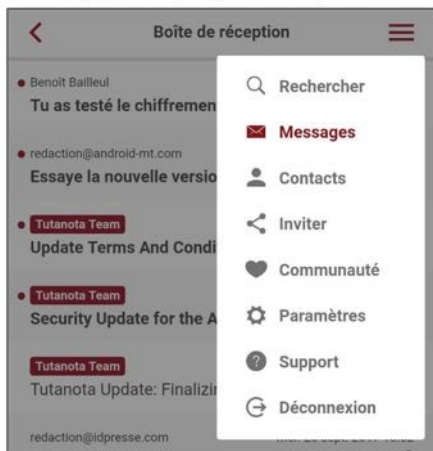 Boîte de réception
Benoît Bailleul
Tu as testé le chiffremen
redaction@android-mt.com
Essaye la nouvelle versio
Tutanota Team
Update Terms And Condi
Tutanota Team
Security Update for the A
Tutanota Team
Tutanota Update: Finalizi
redaction@idpresse.com
Rechercher
Messages
Contacts
Inviter
Communauté
Paramètres
Support
Déconnexion